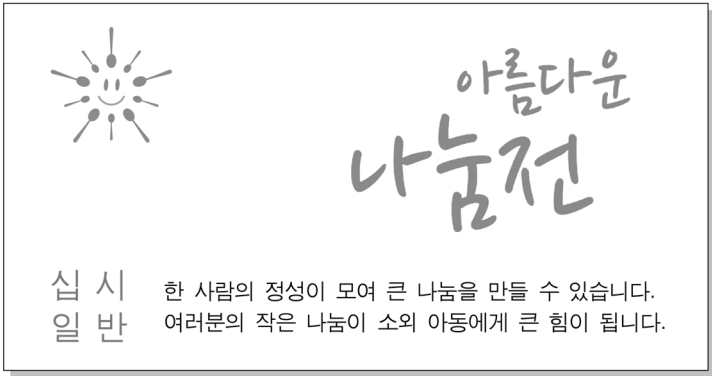 아름다운
나눔전
십시
일반
한 사람의 정성이 모여 큰 나눔을 만들 수 있습니다.
여러분의 작은 나눔이 소외 아동에게 큰 힘이 됩니다.